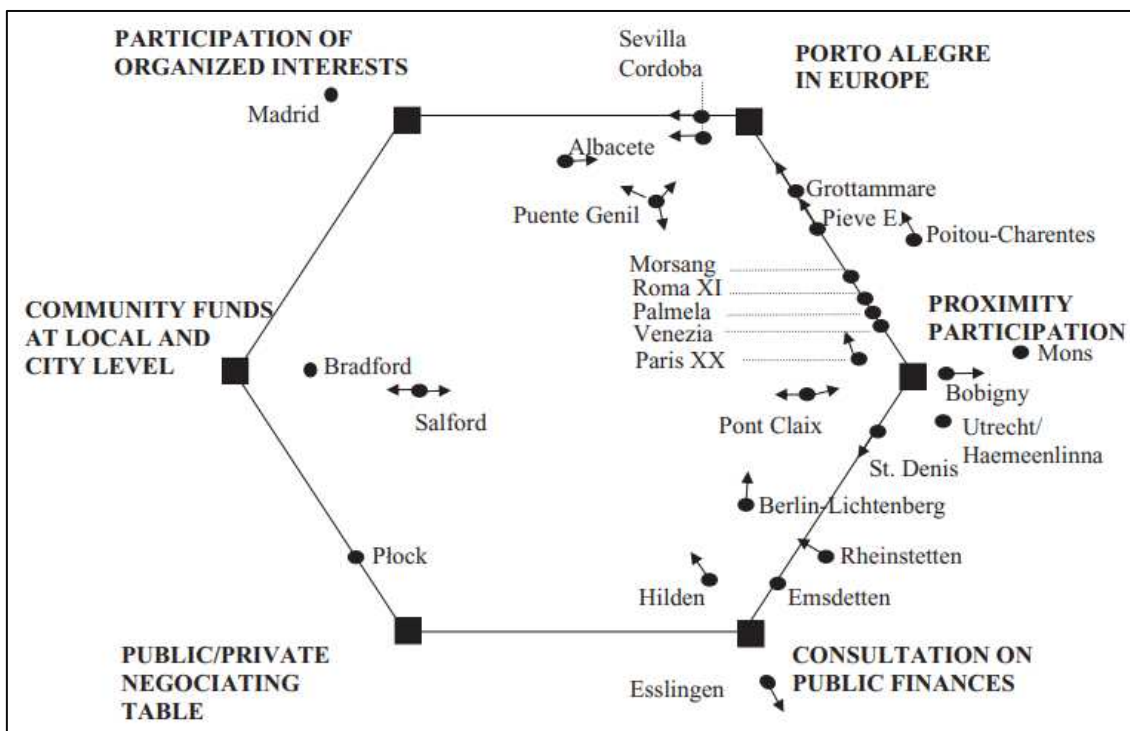 PARTICIPATION OF
ORGANIZED INTERESTS
Madrid
Sevilla
Cordoba
PORTO ALEGRE
IN EUROPE
Albacete
Puente Genil
Grottammare
Pieve E.
Poitou-Charentes
Morsang
Roma XI
Palmela
Venezia
Paris XX
COMMUNITY FUNDS
AT LOCAL AND
CITY LEVEL
Bradford
Salford
PROXIMITY
PARTICIPATION
Mons
Bobigny
Pont Claix
Utrecht/
Haemeenlinna
St. Denis
Berlin-Lichtenberg
Rheinstetten
Płock
Hilden
Emsdetten
PUBLIC/PRIVATE
NEGOCIATING
TABLE
Esslingen
CONSULTATION ON
PUBLIC FINANCES